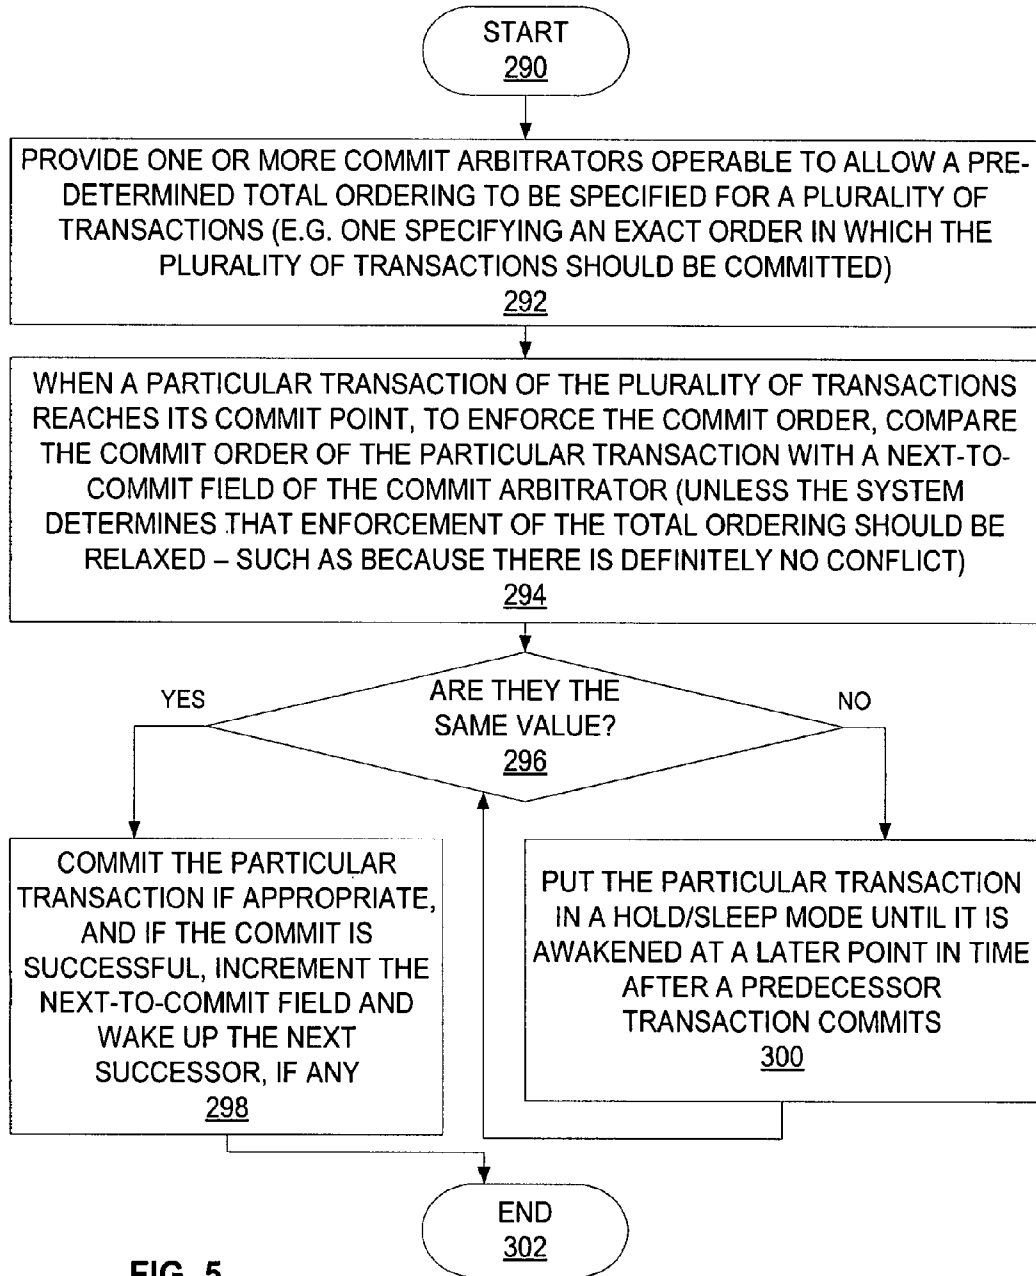 START
290
PROVIDE ONE OR MORE COMMIT ARBITRATORS OPERABLE TO ALLOW A PRE-
DETERMINED TOTAL ORDERING TO BE SPECIFIED FOR A PLURALITY OF
TRANSACTIONS (E.G. ONE SPECIFYING AN EXACT ORDER IN WHICH THE
PLURALITY OF TRANSACTIONS SHOULD BE COMMITTED)
292
WHEN A PARTICULAR TRANSACTION OF THE PLURALITY OF TRANSACTIONS
REACHES ITS COMMIT POINT, TO ENFORCE THE COMMIT ORDER, COMPARE
THE COMMIT ORDER OF THE PARTICULAR TRANSACTION WITH A NEXT-TO-
COMMIT FIELD OF THE COMMIT ARBITRATOR (UNLESS THE SYSTEM
DETERMINES THAT ENFORCEMENT OF THE TOTAL ORDERING SHOULD BE
RELAXED – SUCH AS BECAUSE THERE IS DEFINITELY NO CONFLICT)
294
YES
ARE THEY THE
SAME VALUE?
296
NO
COMMIT THE PARTICULAR
TRANSACTION IF APPROPRIATE,
AND IF THE COMMIT IS
SUCCESSFUL, INCREMENT THE
NEXT-TO-COMMIT FIELD AND
WAKE UP THE NEXT
SUCCESSOR, IF ANY
298
PUT THE PARTICULAR TRANSACTION
IN A HOLD/SLEEP MODE UNTIL IT IS
AWAKENED AT A LATER POINT IN TIME
AFTER A PREDECESSOR
TRANSACTION COMMITS
300
END
302
FIG. 5